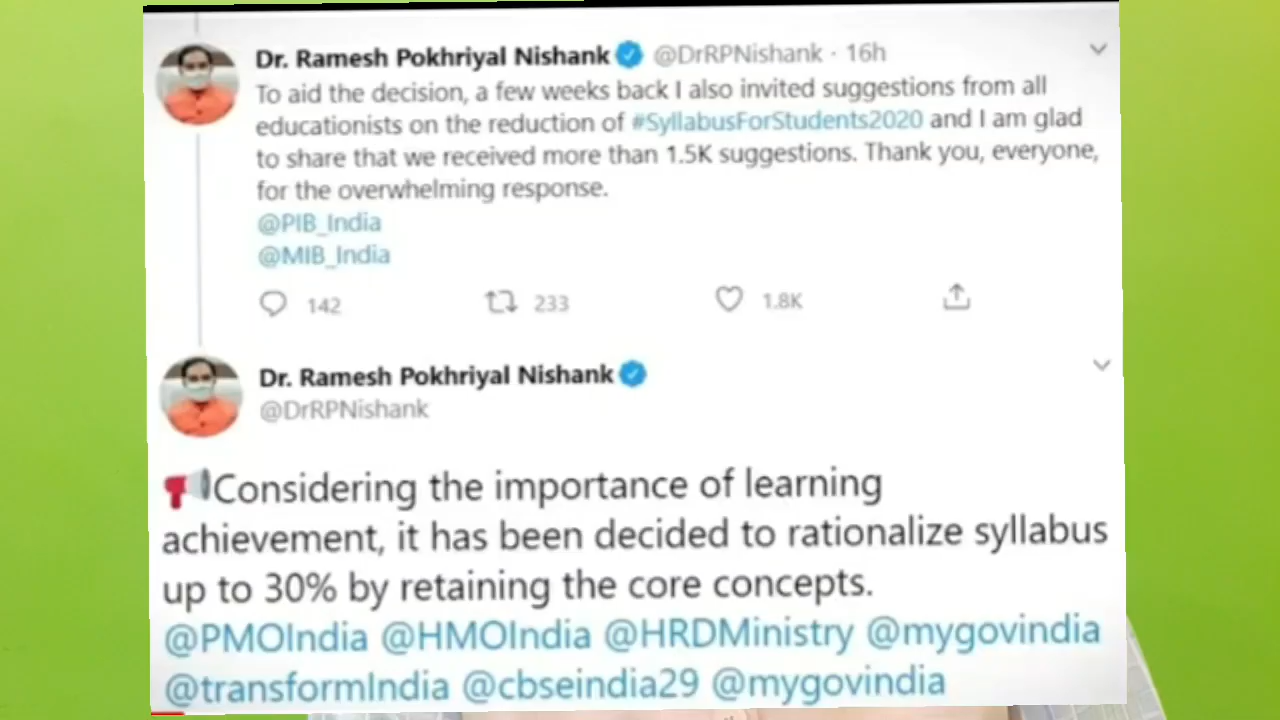 Dr. Ramesh Pokhriyal Nishank @DrRPNishank · 16h
To aid the decision, a few weeks back I also invited suggestions from all
educationists on the reduction of #SyllabusForStudents2020 and I am glad
to share that we received more than 1.5K suggestions. Thank you, everyone,
for the overwhelming response.
@PIB_India
@MIB_India
142 233 1.8K
Dr. Ramesh Pokhriyal Nishank
@DrRPNishank
Considering the importance of learning
achievement, it has been decided to rationalize syllabus
up to 30% by retaining the core concepts.
@PMOIndia @HMOIndia @HRDMinistry @mygovindia
@transformIndia @cbseindia29 @mygovindia